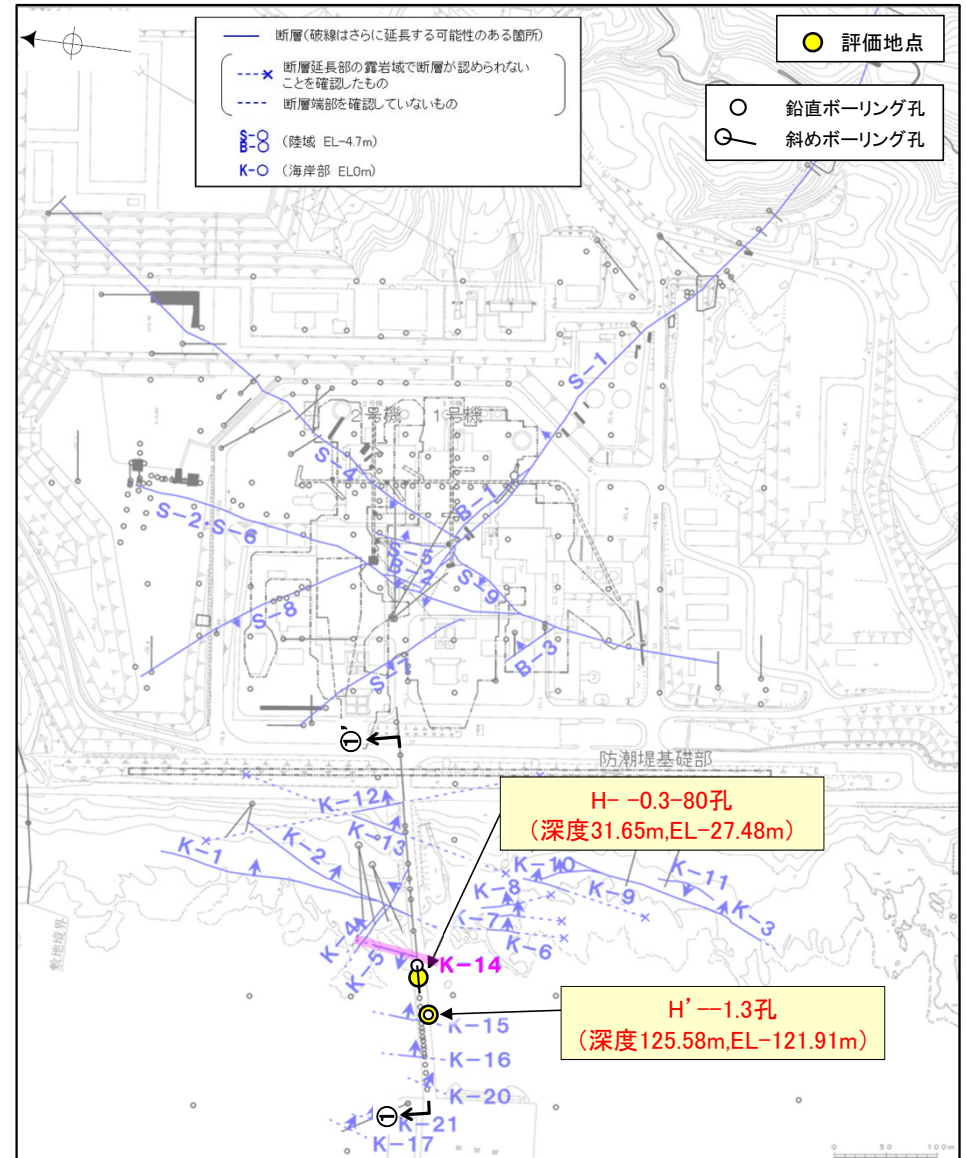 断層(破線はさらに延長する可能性のある箇所)
断層延長部の露岩域で断層が認められない
ことを確認したもの
断層端部を確認していないもの
S-○
B-○
(陸域 EL-4.7m)
K-○ (海岸部 EL0m)
評価地点
鉛直ボーリング孔
斜めボーリング孔
S-1
2号機 1号機
S-4
B-1
S-2・S-6
S-5
B-2
S-9
S-8
B-3
S-7
①'
防潮堤基礎部
H- -0.3-80孔
(深度31.65m,EL-27.48m)
K-12
K-13
K-1
K-2
K-10
K-11
K-8
K-9
K-3
K-7
K-6
K-4
K-5
敷地境界
K-14
H'--1.3孔
(深度125.58m,EL-121.91m)
K-15
K-16
K-20
①
K-21
K-17
0 50 100m